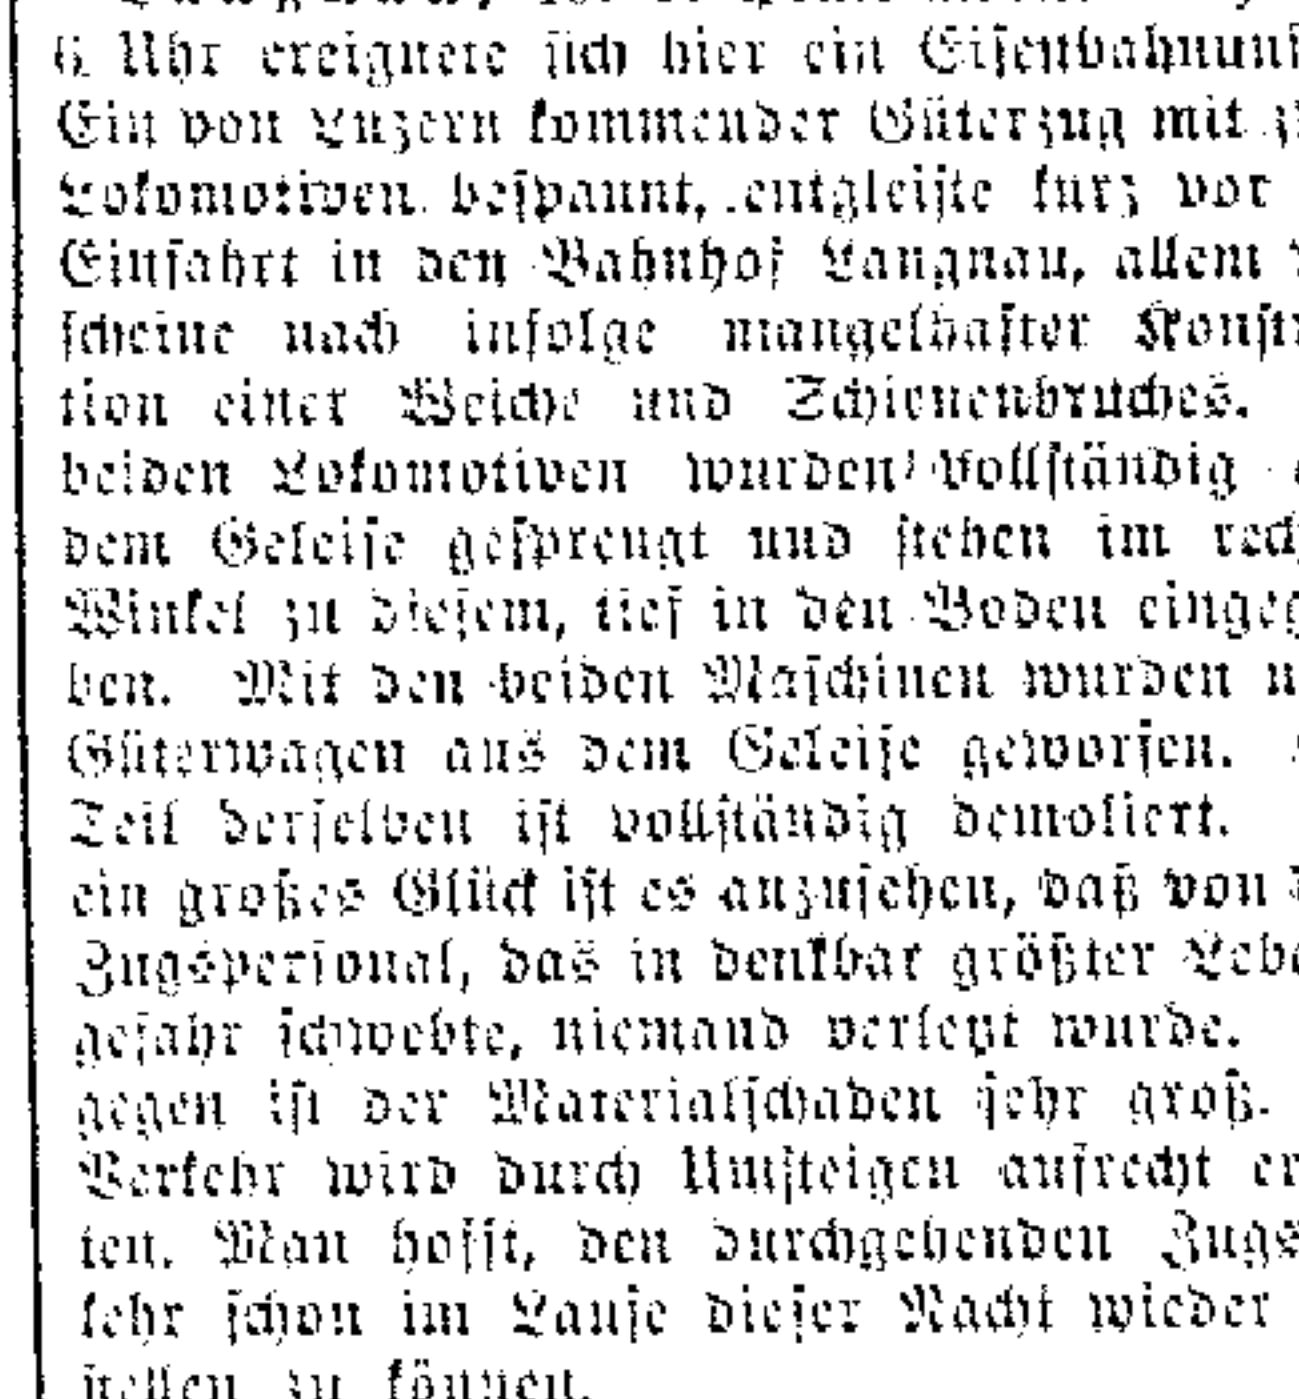 6 Uhr ereignete sich hier ein Eisenbahnunf
Ein von Luzern kommender Güterzug mit z
Lokomotiven bespannt, entgleiste kurz vor
Einfahrt in den Bahnhof Langnau, allem
scheine nach infolge mangelhafter Konstr
tion einer Weiche und Schienenbruches.
beiden Lokomotiven wurden vollständig
dem Geleise gesprengt und stehen im rech
Winkel zu diesem, tief in den Boden eingeg
ben. Mit den beiden Maschinen wurden
Güterwagen aus dem Geleise geworfen.
Teil derselben ist vollständig demoliert.
ein großes Glück ist es anzusehen, daß von
Zugspersonal, das in denkbar größter Lebe
gefahr schwebte, niemand verletzt wurde.
gegen ist der Materialschaden sehr groß.
Verkehr wird durch Umsteigen aufrecht er
ten. Man hofft, den durchgehenden Zugs
kehr schon im Laufe dieser Nacht wieder
stellen zu können.